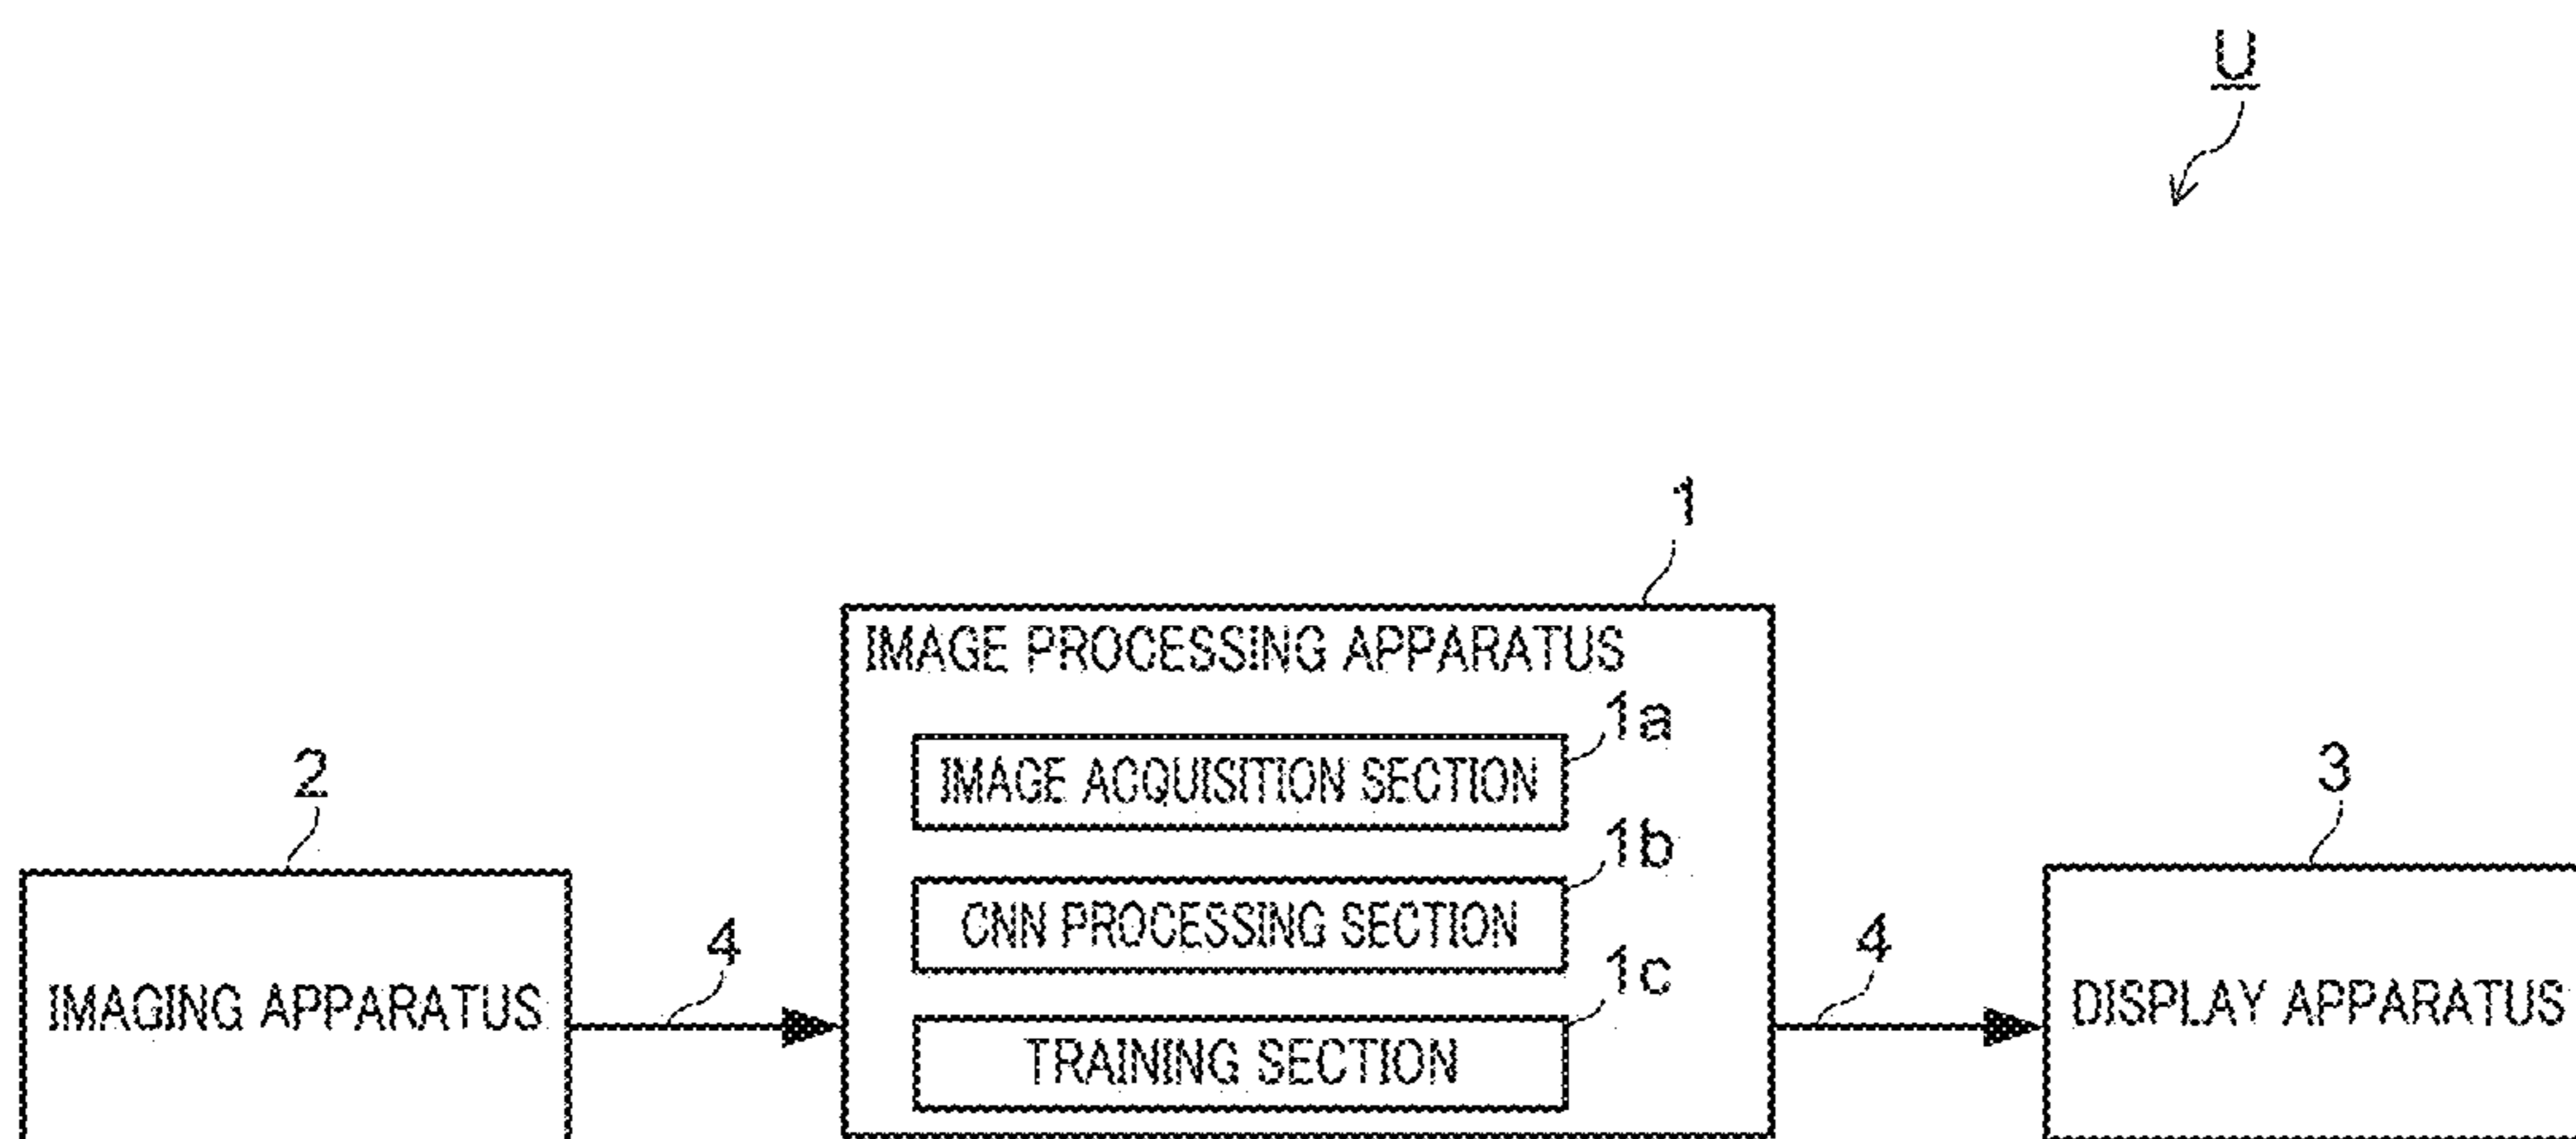 U
1
IMAGE PROCESSING APPARATUS
1a
IMAGE ACQUISITION SECTION
2
3
1b
CNN PROCESSING SECTION
4
4
1c
IMAGING APPARATUS
DISPLAY APPARATUS
TRAINING SECTION